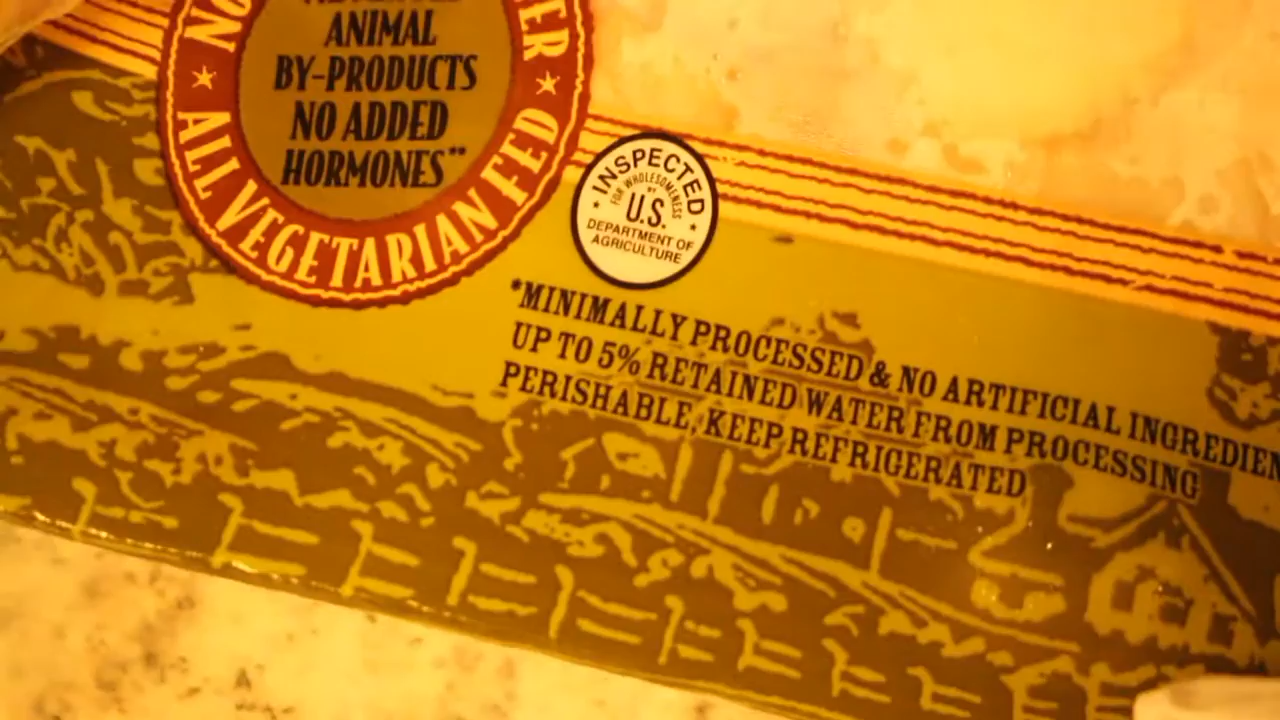 ANIMAL
BY-PRODUCTS
NO ADDED
HORMONES**
ALL VEGETARIAN FED
INSPECTED
FOR WHOLESOMENESS
BY
U.S.
DEPARTMENT OF
AGRICULTURE
*MINIMALLY PROCESSED & NO ARTIFICIAL
UP TO 5% RETAINED WATER FROM PROCESSING
PERISHABLE, KEEP REFRIGERATED